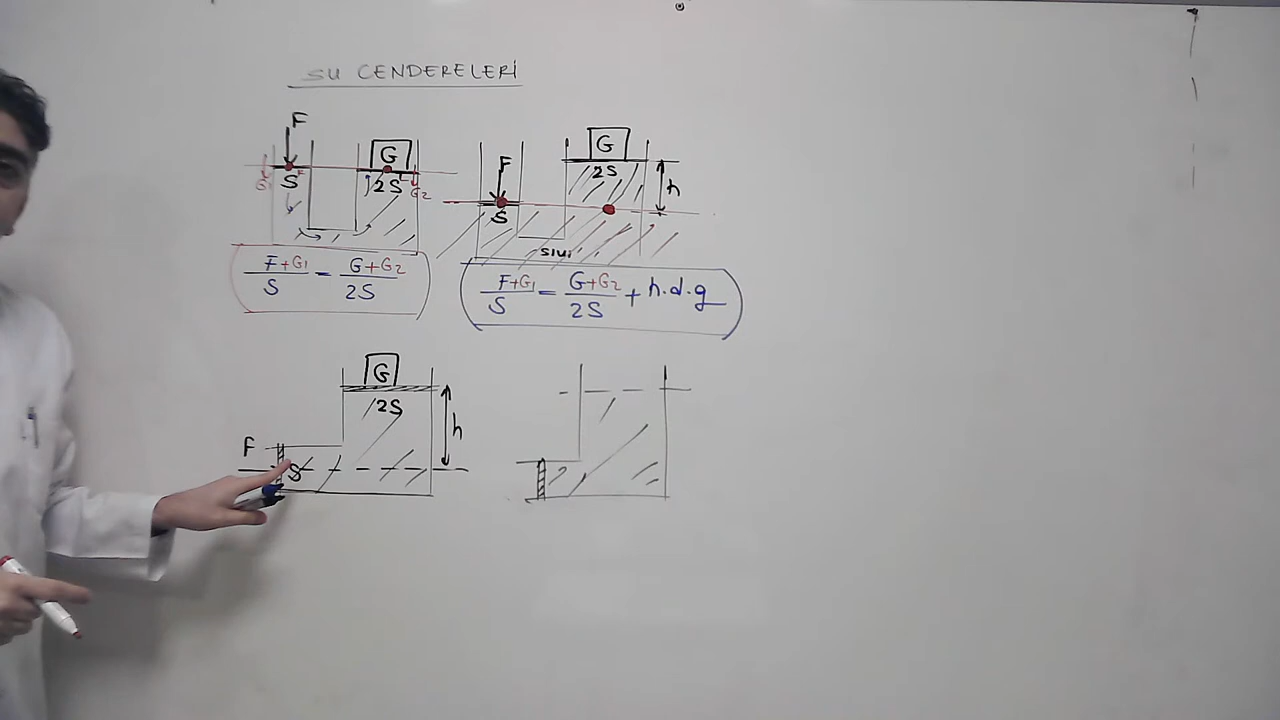 SU CENDERELERİ
F
G
G1
S
2S
G2
F+G1/S = G+G2/2S
F
G
2S
h
S
sıvı
F+G1/S = G+G2/2S + h.d.g
G
2S
h
F
S